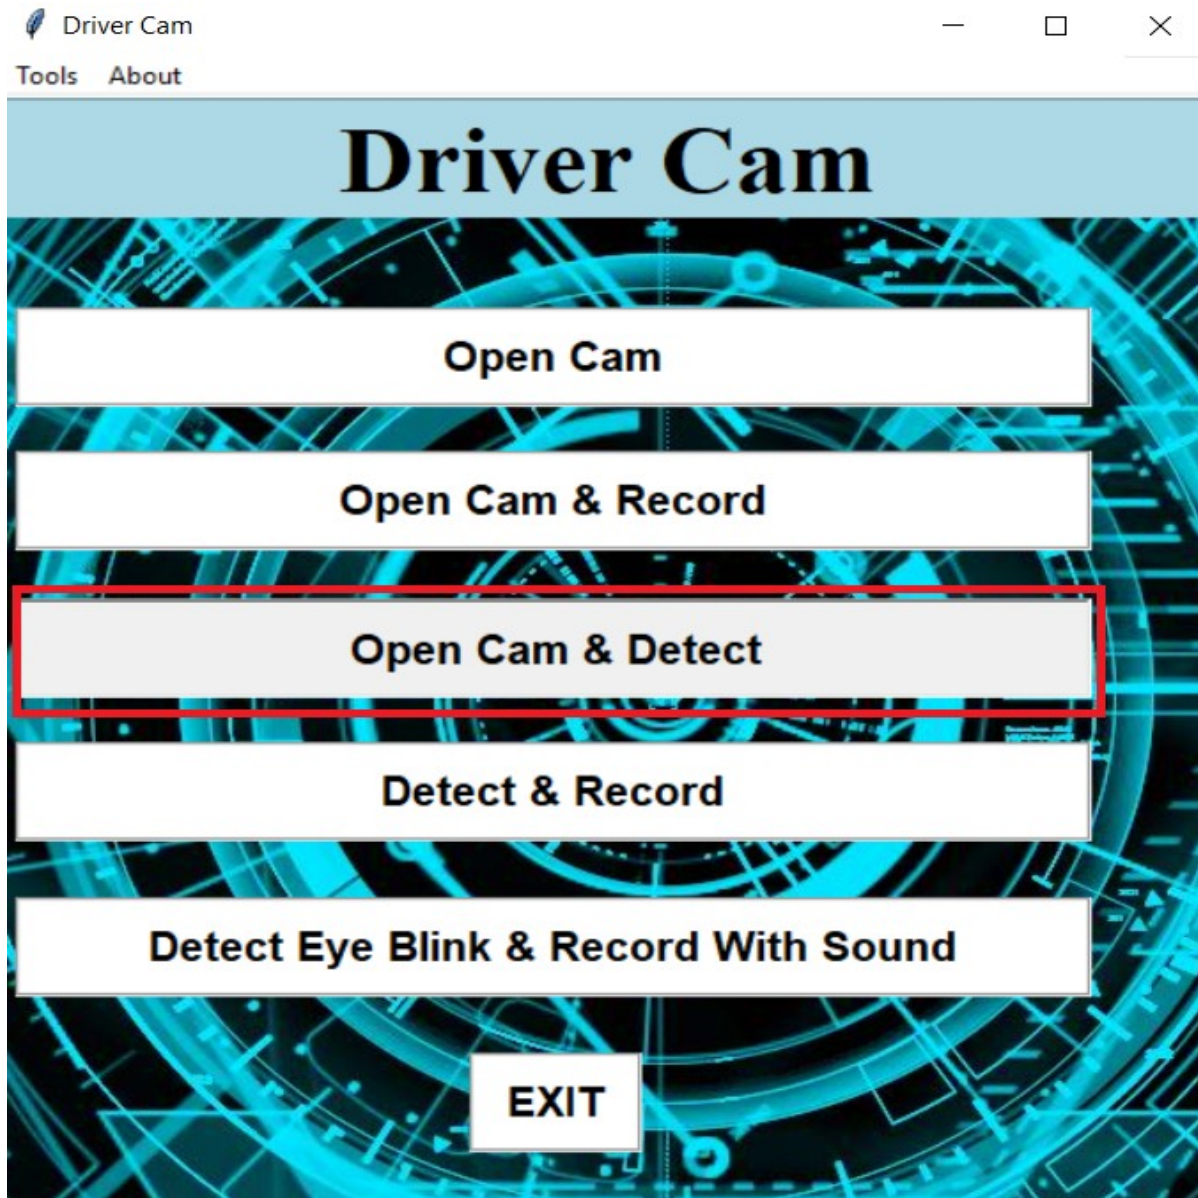 Driver Cam
Tools About
Driver Cam
Open Cam
Open Cam & Record
Open Cam & Detect
Detect & Record
Detect Eye Blink & Record With Sound
EXIT